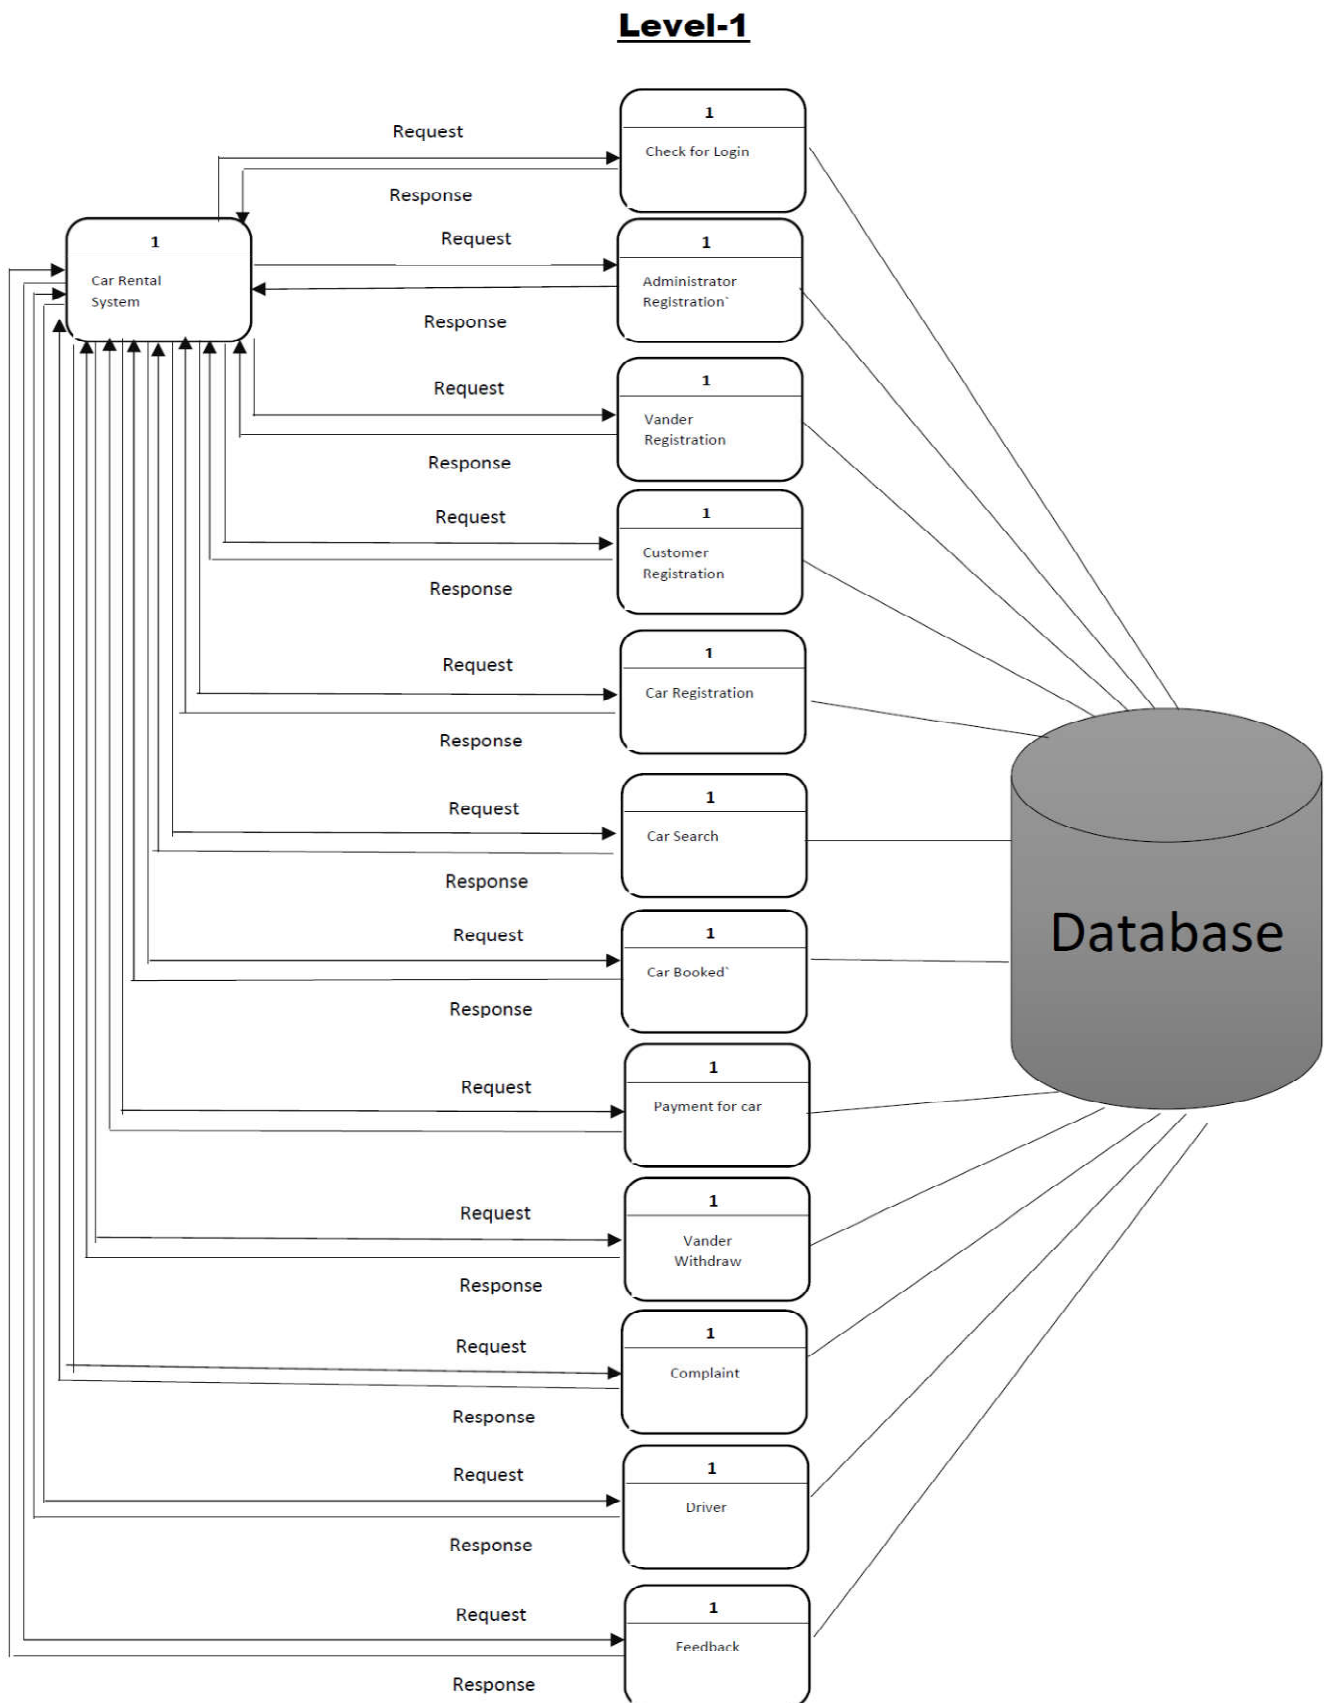 Level-1
1
Check for Login
Request
Response
1
Car Rental
System
Request
Response
1
Administrator
Registration`
Request
Response
1
Vander
Registration
Request
Response
1
Customer
Registration
Request
Response
1
Car Registration
Request
Response
1
Car Search
Request
Response
1
Car Booked`
Database
Request
1
Payment for car
Request
Response
1
Vander
Withdraw
Request
Response
1
Complaint
Request
Response
1
Driver
Request
Response
1
Feedback